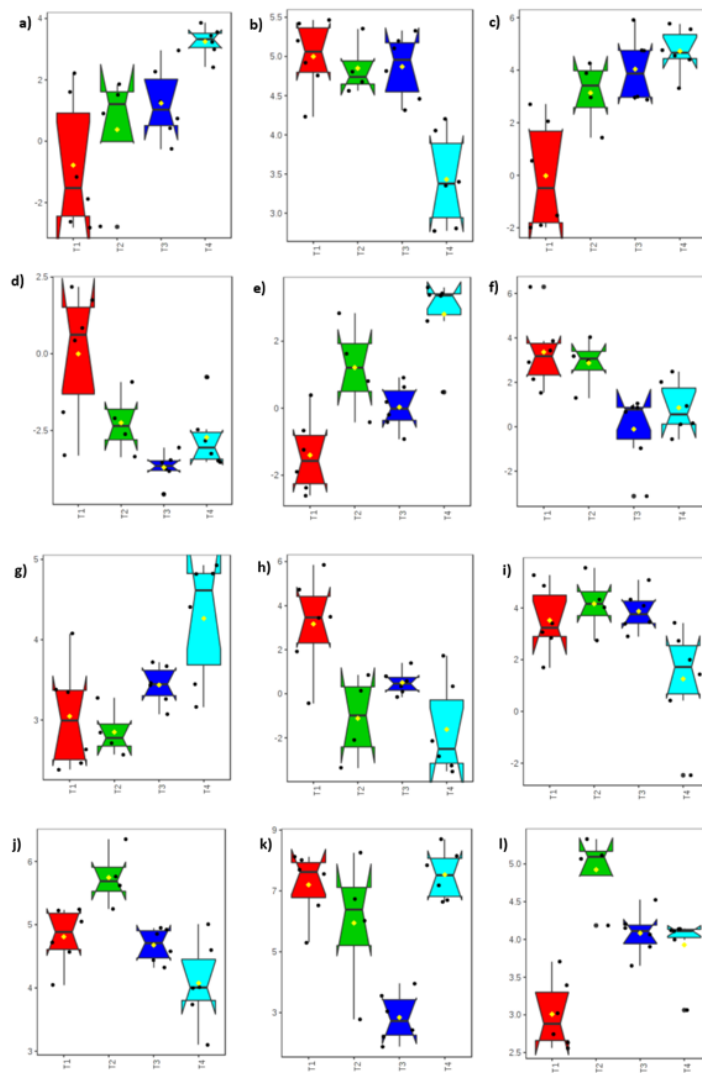 a)
4
2
0
-2
T1
T2
T3
T4
b)
5.5
5.0
4.5
4.0
3.5
3.0
T1
T2
T3
T4
c)
6
4
2
0
-2
T1
T2
T3
T4
d)
2.5
0.0
-2.5
T1
T2
T3
T4
e)
2
0
-2
T1
T2
T3
T4
f)
6
4
2
0
-2
T1
T2
T3
T4
g)
5
4
3
T1
T2
T3
T4
h)
6
4
2
0
-2
T1
T2
T3
T4
i)
6
4
2
0
-2
T1
T2
T3
T4
j)
6
5
4
3
T1
T2
T3
T4
k)
9
7
5
3
T1
T2
T3
T4
l)
5.0
4.5
4.0
3.5
3.0
2.5
T1
T2
T3
T4